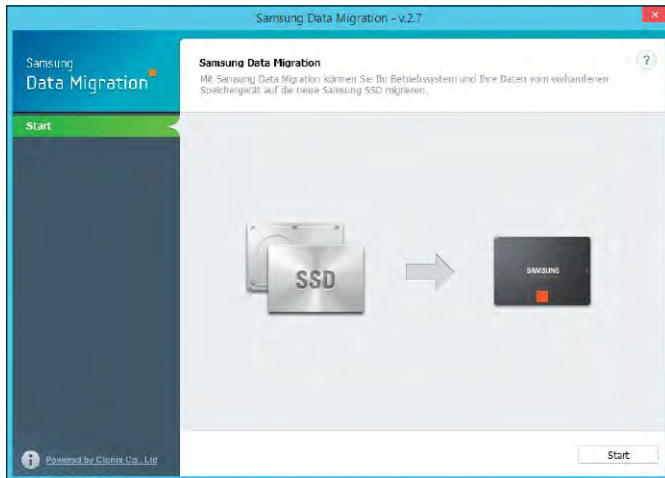 Samsung Data Migration - v.2.7
Samsung
Data Migration
Samsung Data Migration
Mit Samsung Data Migration können Sie Ihr Betriebssystem und Ihre Daten vom vorhandenen
Speichergerät auf die neue Samsung SSD migrieren.
?
Start
SSD
SAMSUNG
Powered by Clonix Co., Ltd
Start